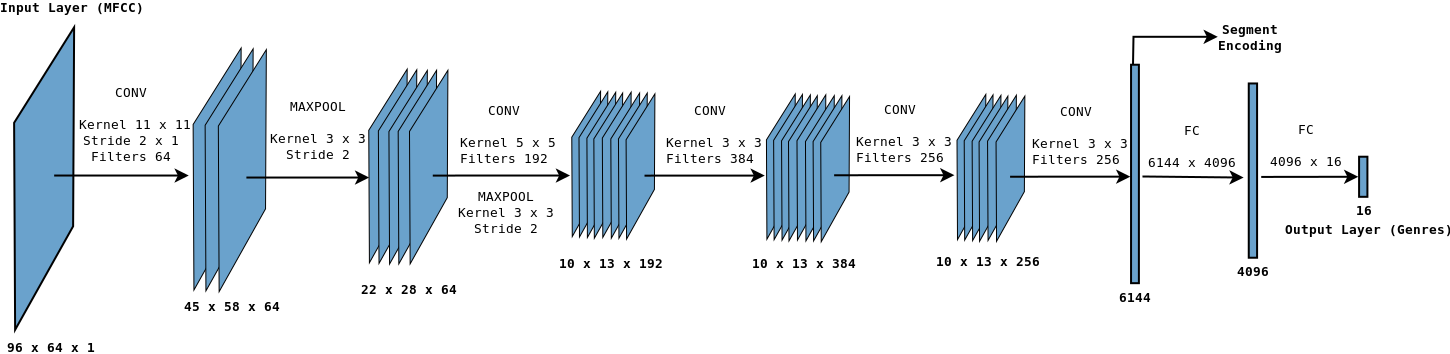 Input Layer (MFCC)
96 x 64 x 1
CONV
Kernel 11 x 11
Stride 2 x 1
Filters 64
45 x 58 x 64
MAXPOOL
Kernel 3 x 3
Stride 2
22 x 28 x 64
CONV
Kernel 5 x 5
Filters 192
MAXPOOL
Kernel 3 x 3
Stride 2
10 x 13 x 192
CONV
Kernel 3 x 3
Filters 384
10 x 13 x 384
CONV
Kernel 3 x 3
Filters 256
10 x 13 x 256
CONV
Kernel 3 x 3
Filters 256
6144
Segment
Encoding
FC
6144 x 4096
4096
FC
4096 x 16
16
Output Layer (Genres)